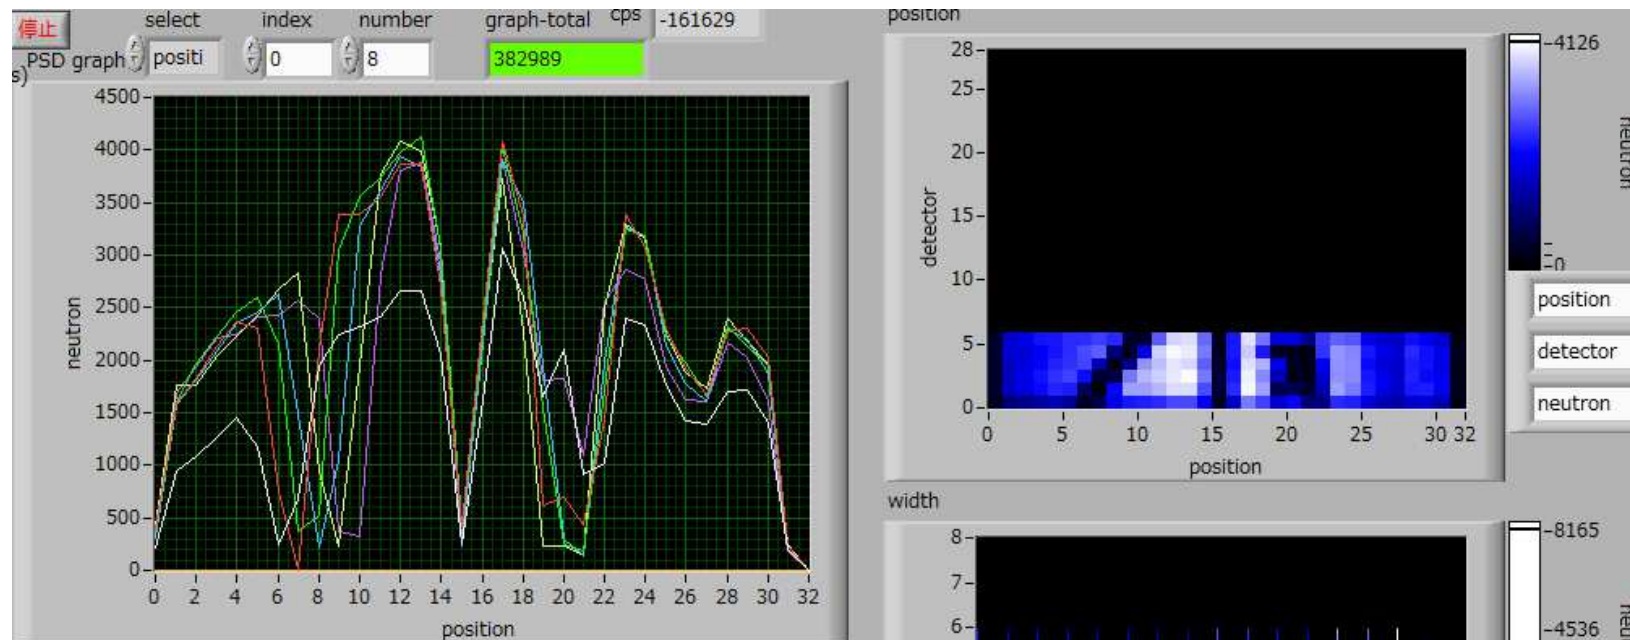 停止
select
index
number
graph-total
cps
-161629
PSD graph
positi
0
8
382989
s)
4500
4000
3500
3000
2500
2000
1500
1000
500
0
neutron
0 2 4 6 8 10 12 14 16 18 20 22 24 26 28 30 32
position
position
28
25
20
15
10
5
0
detector
0 5 10 15 20 25 30 32
position
4126
0
neutron
position
detector
neutron
width
8
7
6
8165
4536